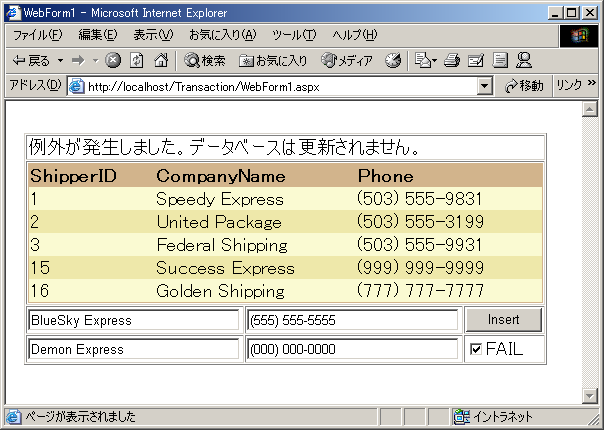 WebForm1 - Microsoft Internet Explorer
ファイル(F) 編集(E) 表示(V) お気に入り(A) ツール(T) ヘルプ(H)
戻る 検索 お気に入り メディア
アドレス(D) http://localhost/Transaction/WebForm1.aspx 移動 リンク »
例外が発生しました。データベースは更新されません。
ShipperID CompanyName Phone
1 Speedy Express (503) 555-9831
2 United Package (503) 555-3199
3 Federal Shipping (503) 555-9931
15 Success Express (999) 999-9999
16 Golden Shipping (777) 777-7777
BlueSky Express (555) 555-5555 Insert
Demon Express (000) 000-0000 FAIL
ページが表示されました イントラネット